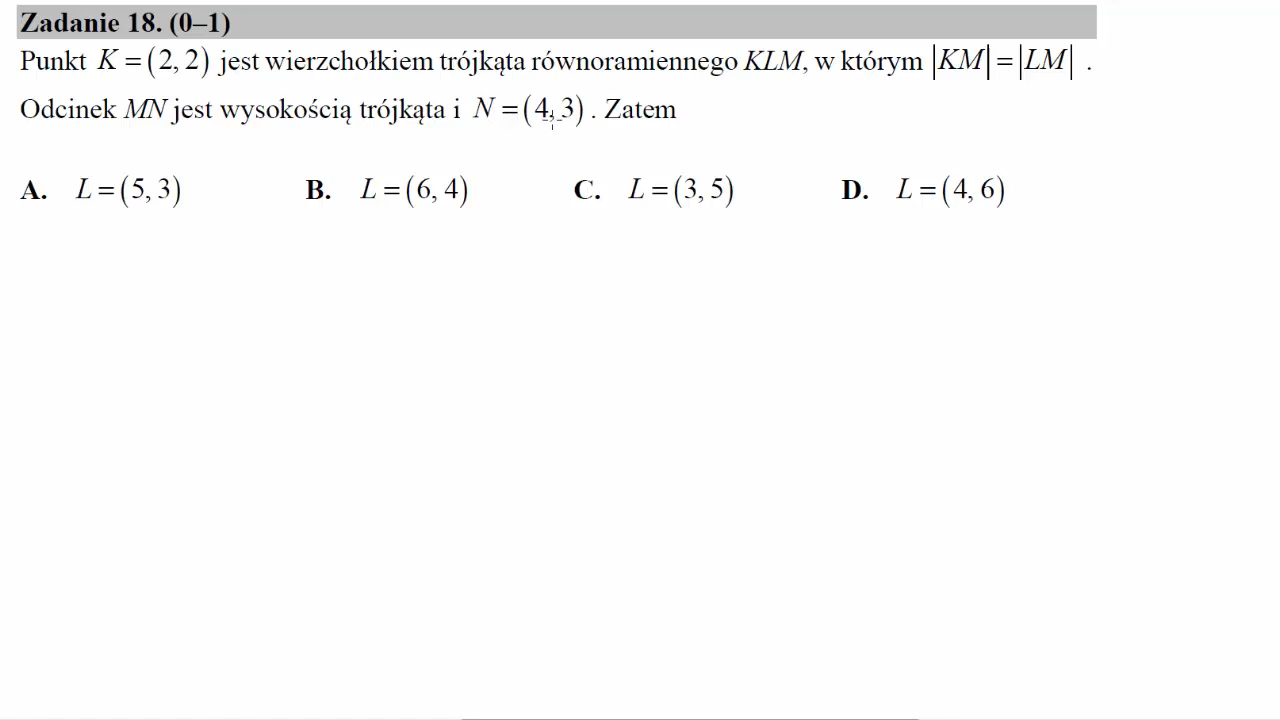 Zadanie 18. (0–1)
Punkt K = (2, 2) jest wierzchołkiem trójkąta równoramiennego KLM, w którym |KM| = |LM| .
Odcinek MN jest wysokością trójkąta i N = (4, 3) . Zatem
A. L = (5, 3) B. L = (6, 4) C. L = (3, 5) D. L = (4, 6)